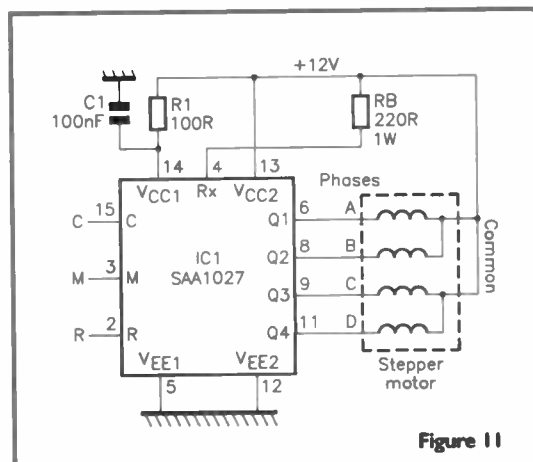 +12V
C1
100nF
R1
100R
RB
220R
1W
14
4
13
VCC1
Rx
VCC2
Phases
15
C
C
Q1
6
A
Q2
8
B
3
M
M
IC1
SAA1027
Q3
9
C
2
R
R
Q4
11
D
Common
VEE1
VEE2
5
12
Stepper
motor
Figure 11